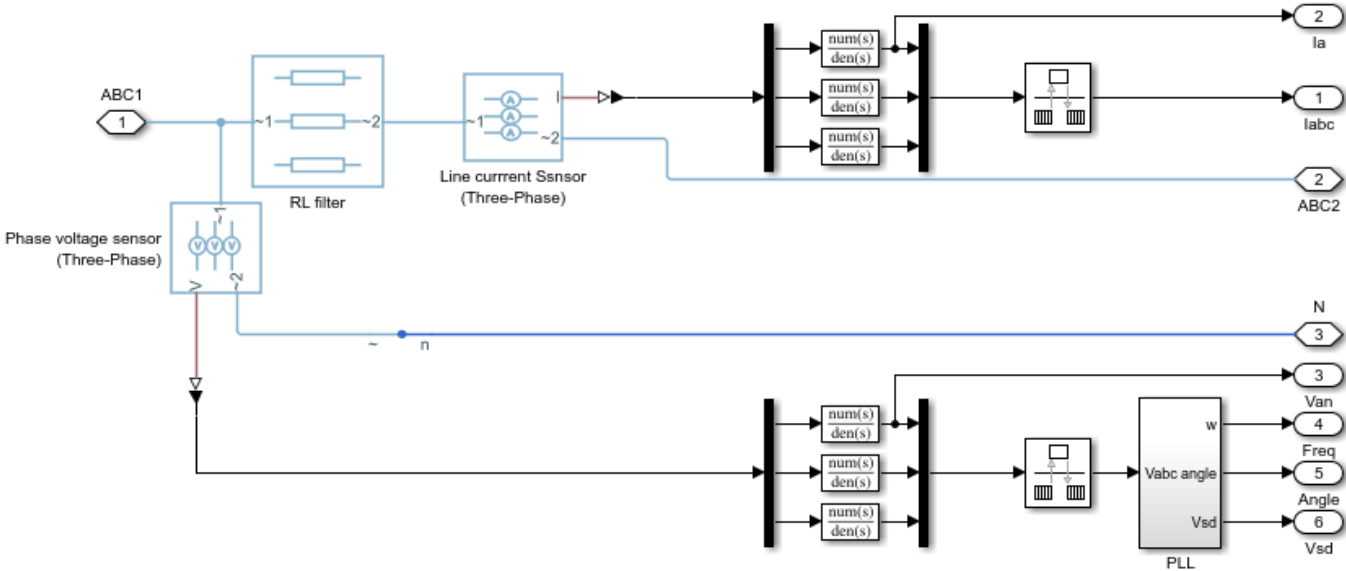 2
Ia
num(s)
den(s)
ABC1
1
~1
~2
RL filter
A
A
A
I
~1
~2
Line currrent Ssnsor
(Three-Phase)
num(s)
den(s)
num(s)
den(s)
1
Iabc
2
ABC2
~1
Phase voltage sensor
(Three-Phase)
V
V
V
V
~2
N
3
~
n
3
Van
num(s)
den(s)
num(s)
den(s)
num(s)
den(s)
w
Vabc angle
Vsd
PLL
4
Freq
5
Angle
6
Vsd